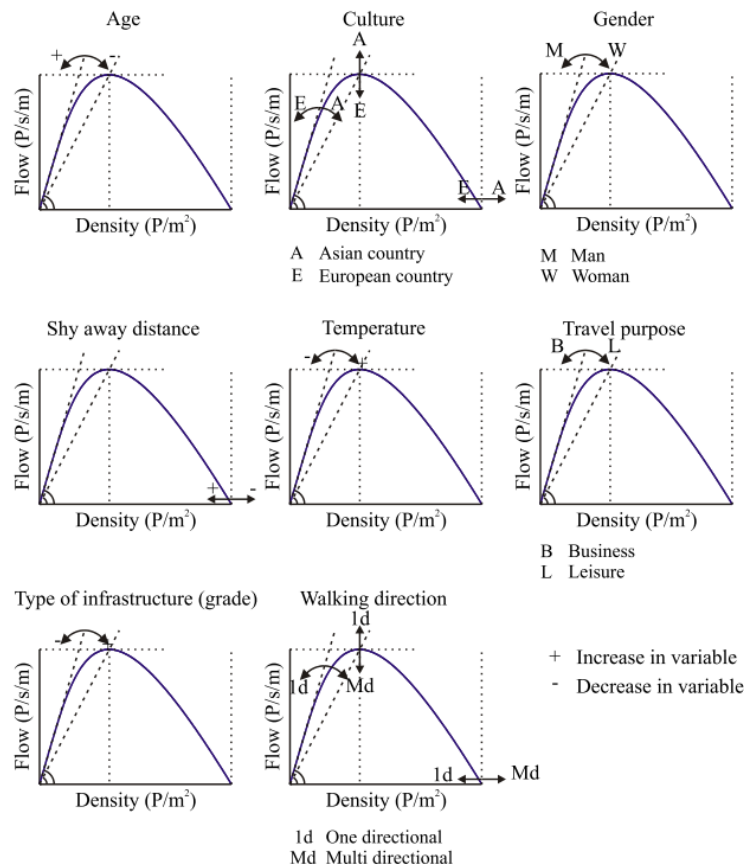 Age
+
-
Flow (P/s/m)
Density (P/m²)
Culture
A
E
A
E
E
A
Flow (P/s/m)
Density (P/m²)
A Asian country
E European country
Gender
M
W
Flow (P/s/m)
Density (P/m²)
M Man
W Woman
Shy away distance
+
-
Flow (P/s/m)
Density (P/m²)
Temperature
-
+
Flow (P/s/m)
Density (P/m²)
Travel purpose
B
L
Flow (P/s/m)
Density (P/m²)
B Business
L Leisure
Type of infrastructure (grade)
-
+
Flow (P/s/m)
Density (P/m²)
Walking direction
1d
1d
Md
1d
Md
Flow (P/s/m)
Density (P/m²)
1d One directional
Md Multi directional
+ Increase in variable
- Decrease in variable